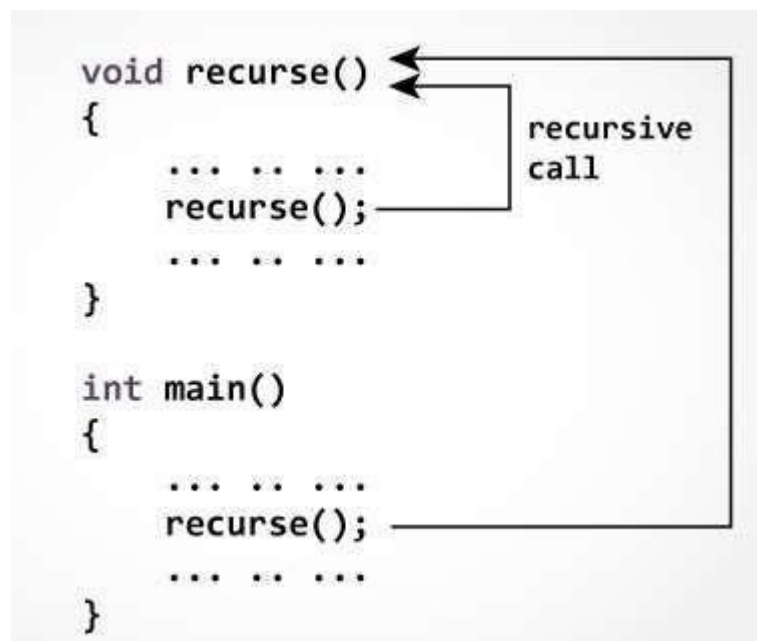 void recurse()
{
... .. ...
recurse();
... .. ...
}
recursive
call
int main()
{
... .. ...
recurse();
... .. ...
}